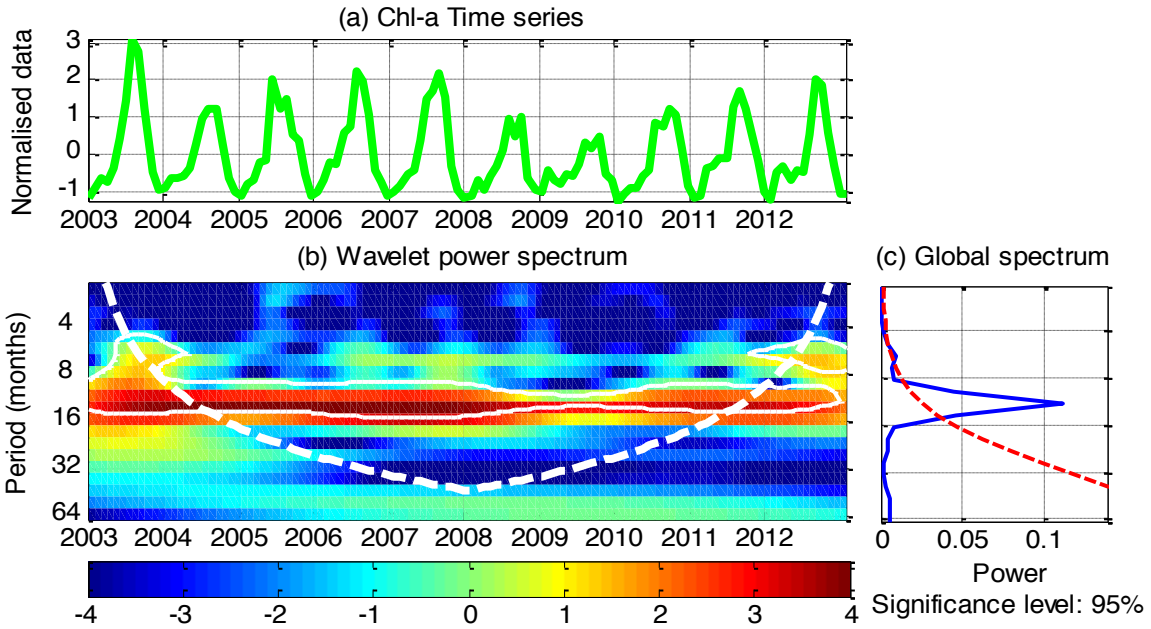 (a) Chl-a Time series
Normalised data
3
2
1
0
-1
2003 2004 2005 2006 2007 2008 2009 2010 2011 2012
(b) Wavelet power spectrum
Period (months)
4
8
16
32
64
2003 2004 2005 2006 2007 2008 2009 2010 2011 2012
-4 -3 -2 -1 0 1 2 3 4
(c) Global spectrum
0 0.05 0.1
Power
Significance level: 95%